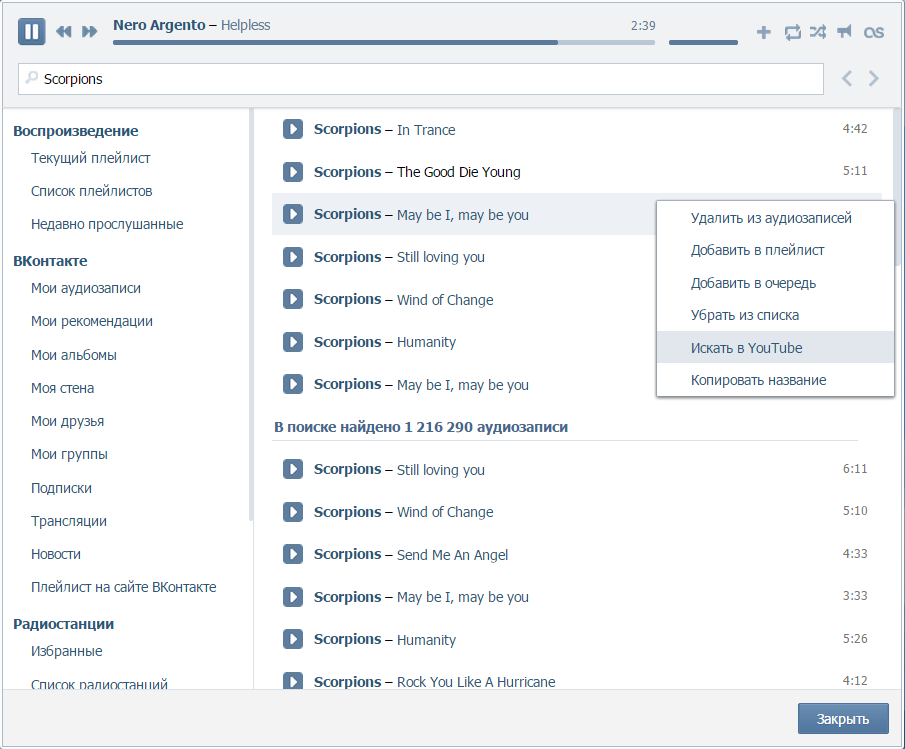 Nero Argento – Helpless 2:39
Scorpions
Воспроизведение
Текущий плейлист
Список плейлистов
Недавно прослушанные
ВКонтакте
Мои аудиозаписи
Мои рекомендации
Мои альбомы
Моя стена
Мои друзья
Мои группы
Подписки
Трансляции
Новости
Плейлист на сайте ВКонтакте
Радиостанции
Избранные
Список радиостанций
Scorpions – In Trance 4:42
Scorpions – The Good Die Young 5:11
Scorpions – May be I, may be you
Scorpions – Still loving you
Scorpions – Wind of Change
Scorpions – Humanity
Scorpions – May be I, may be you
Удалить из аудиозаписей
Добавить в плейлист
Добавить в очередь
Убрать из списка
Искать в YouTube
Копировать название
В поиске найдено 1 216 290 аудиозаписи
Scorpions – Still loving you 6:11
Scorpions – Wind of Change 5:10
Scorpions – Send Me An Angel 4:33
Scorpions – May be I, may be you 3:33
Scorpions – Humanity 5:26
Scorpions – Rock You Like A Hurricane 4:12
Закрыть